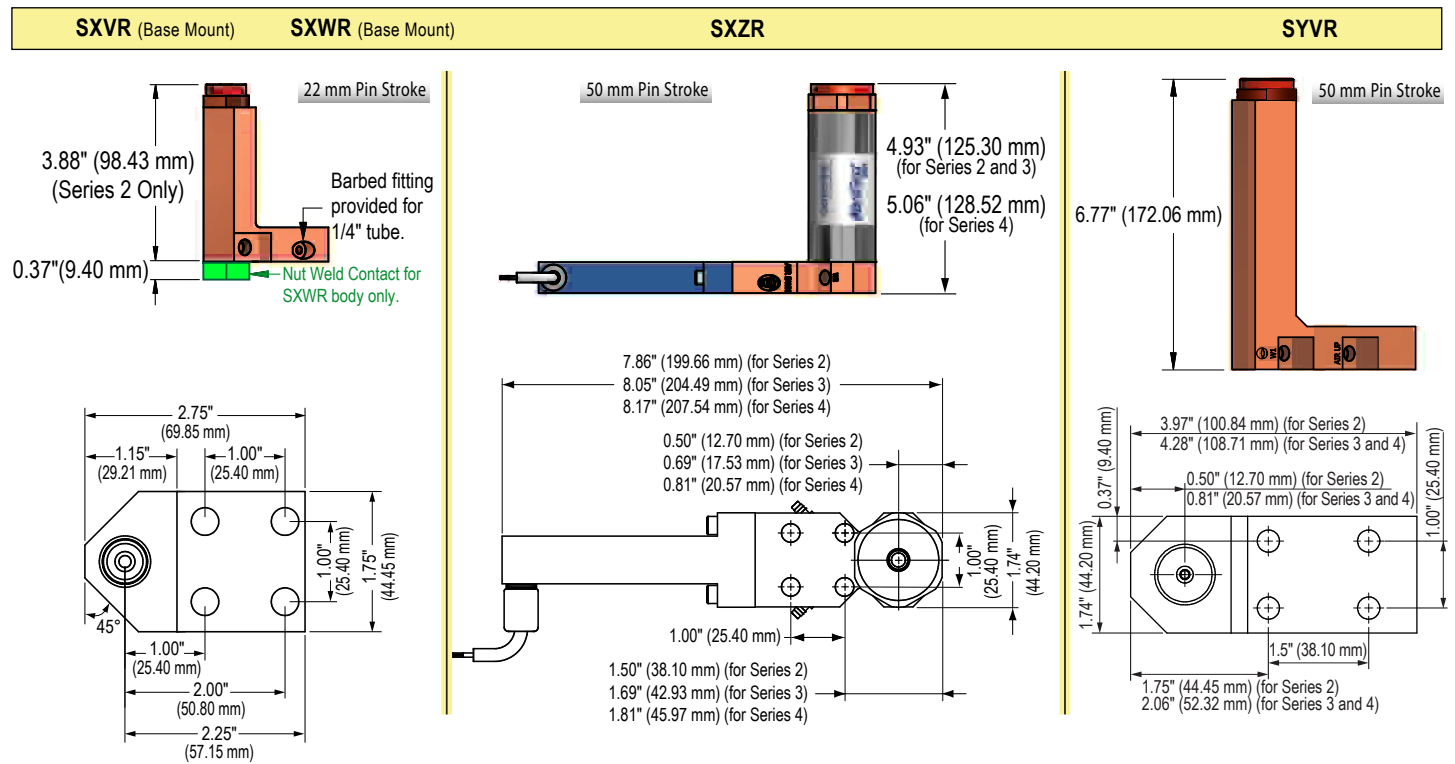 SXVR (Base Mount)
SXWR (Base Mount)
SXZR
SYVR
22 mm Pin Stroke
3.88" (98.43 mm)
(Series 2 Only)
Barbed fitting
provided for
1/4" tube.
0.37"(9.40 mm)
Nut Weld Contact for
SXWR body only.
2.75"
(69.85 mm)
1.15"
(29.21 mm)
1.00"
(25.40 mm)
1.00"
(25.40 mm)
1.75"
(44.45 mm)
45°
1.00"
(25.40 mm)
2.00"
(50.80 mm)
2.25"
(57.15 mm)
50 mm Pin Stroke
4.93" (125.30 mm)
(for Series 2 and 3)
5.06" (128.52 mm)
(for Series 4)
7.86" (199.66 mm) (for Series 2)
8.05" (204.49 mm) (for Series 3)
8.17" (207.54 mm) (for Series 4)
0.50" (12.70 mm) (for Series 2)
0.69" (17.53 mm) (for Series 3)
0.81" (20.57 mm) (for Series 4)
1.00"
(25.40 mm)
1.74"
(44.20 mm)
1.00" (25.40 mm)
1.50" (38.10 mm) (for Series 2)
1.69" (42.93 mm) (for Series 3)
1.81" (45.97 mm) (for Series 4)
50 mm Pin Stroke
6.77" (172.06 mm)
W1
AIR UP
0.37" (9.40 mm)
3.97" (100.84 mm) (for Series 2)
4.28" (108.71 mm) (for Series 3 and 4)
0.50" (12.70 mm) (for Series 2)
0.81" (20.57 mm) (for Series 3 and 4)
1.00" (25.40 mm)
1.74" (44.20 mm)
1.5" (38.10 mm)
1.75" (44.45 mm) (for Series 2)
2.06" (52.32 mm) (for Series 3 and 4)